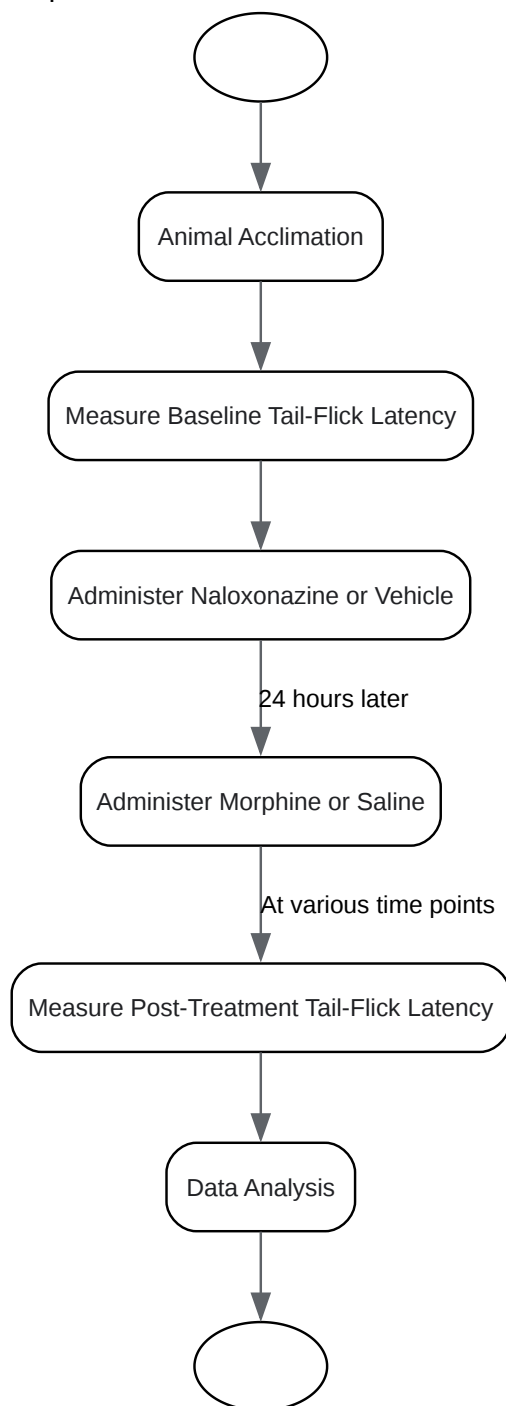 Animal Acclimation
Measure Baseline Tail-Flick Latency
Administer Naloxonazine or Vehicle
24 hours later
Administer Morphine or Saline
At various time points
Measure Post-Treatment Tail-Flick Latency
Data Analysis